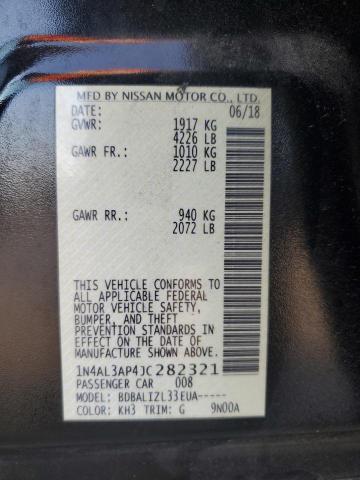 MFD BY NISSAN MOTOR CO., LTD.
DATE: 06/18
GVWR: 1917 KG
4226 LB
GAWR FR.: 1010 KG
2227 LB
GAWR RR.: 940 KG
2072 LB
THIS VEHICLE CONFORMS TO
ALL APPLICABLE FEDERAL
MOTOR VEHICLE SAFETY,
BUMPER, AND THEFT
PREVENTION STANDARDS IN
EFFECT ON THE DATE OF
MANUFACTURE SHOWN ABOVE.
1N4AL3AP4JC282321
PASSENGER CAR 008
MODEL: BDBALIZL33EUA-----
COLOR: KH3 TRIM: G 9N00A